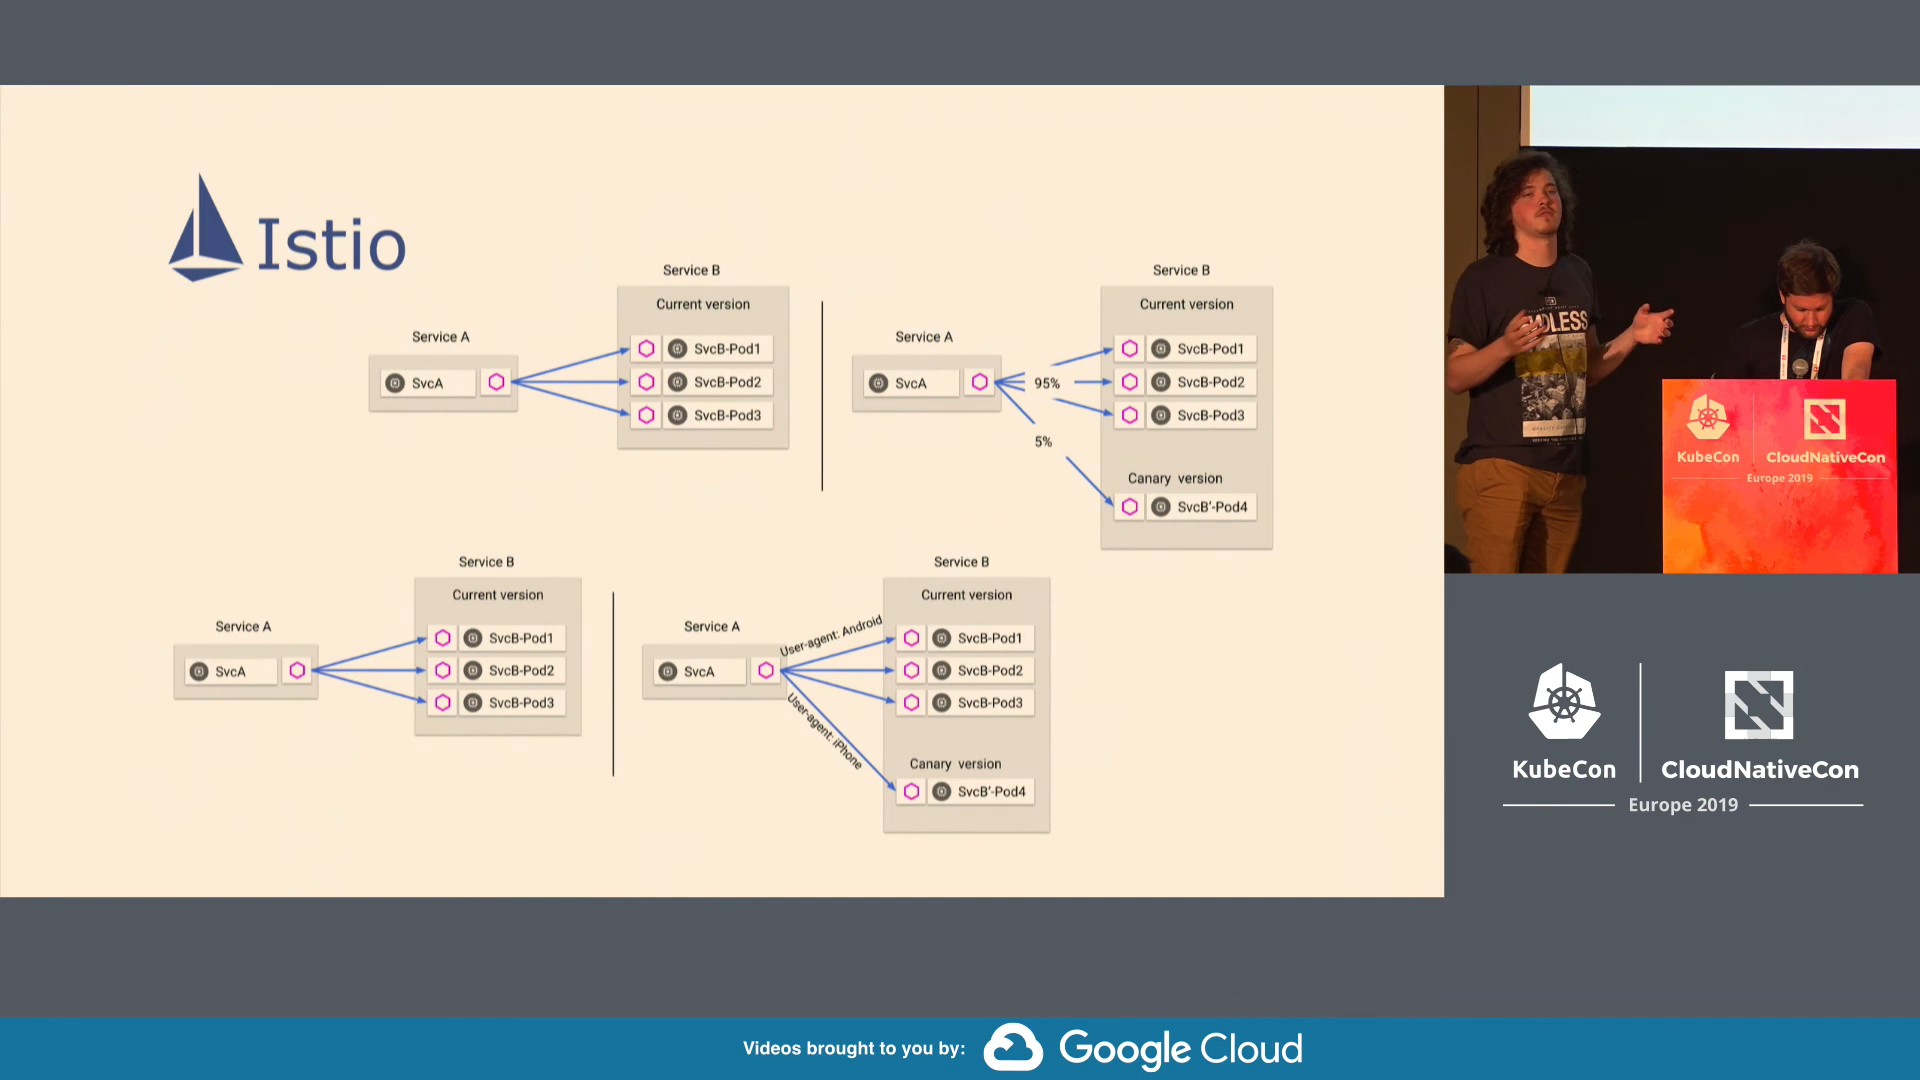 Istio
Service B
Current version
Service A
SvcA
SvcB-Pod1
SvcB-Pod2
SvcB-Pod3
Service B
Current version
Service A
SvcA
95%
5%
SvcB-Pod1
SvcB-Pod2
SvcB-Pod3
Canary version
SvcB'-Pod4
Service B
Current version
Service A
SvcA
SvcB-Pod1
SvcB-Pod2
SvcB-Pod3
Service B
Current version
Service A
SvcA
User-agent: Android
User-agent: iPhone
SvcB-Pod1
SvcB-Pod2
SvcB-Pod3
Canary version
SvcB'-Pod4
KubeCon
CloudNativeCon
Europe 2019
KubeCon
CloudNativeCon
Europe 2019
Videos brought to you by:
Google Cloud